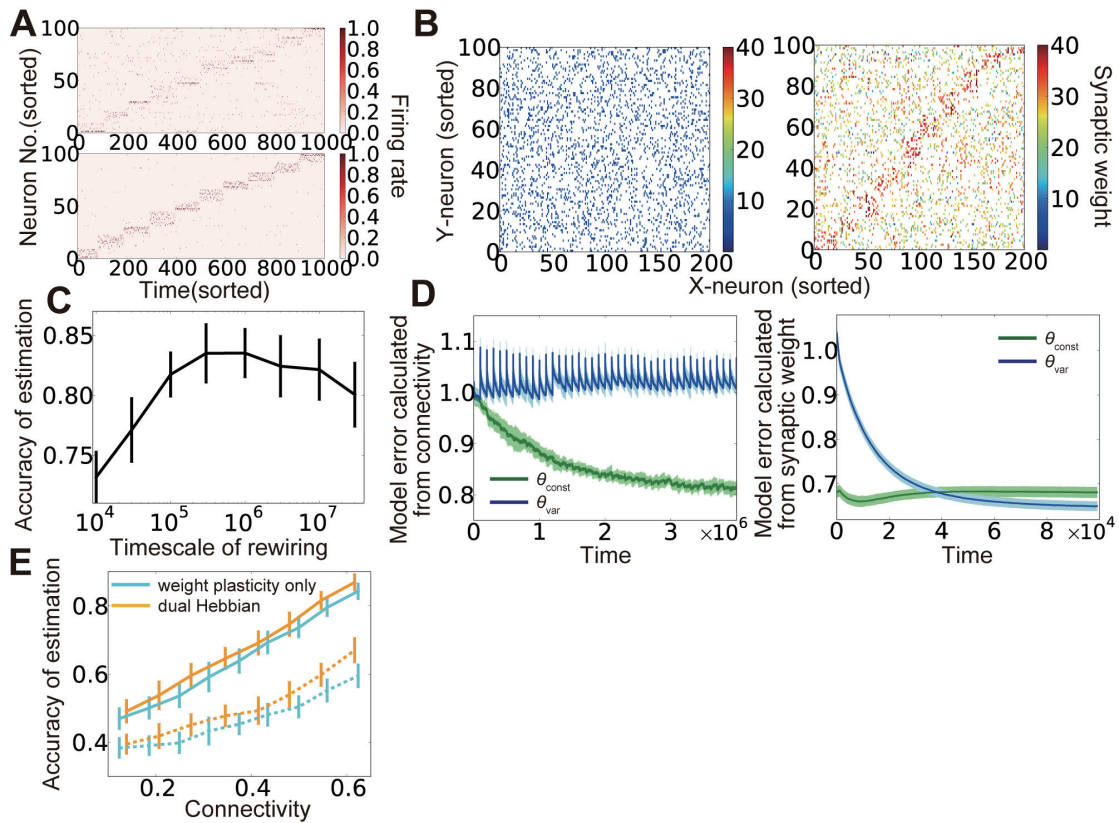 A
Neuron No.(sorted)
100
50
0
0 200 400 600 800 1000
1.0
0.8
0.6
0.4
0.2
0.0
100
50
0
0 200 400 600 800 1000
1.0
0.8
0.6
0.4
0.2
0.0
Firing rate
Time(sorted)
B
Y-neuron (sorted)
100
80
60
40
20
0
0 50 100 150 200
40
30
20
10
100
80
60
40
20
0
0 50 100 150 200
40
30
20
10
Synaptic weight
X-neuron (sorted)
C
Accuracy of estimation
0.85
0.80
0.75
10^4 10^5 10^6 10^7
Timescale of rewiring
D
Model error calculated
from connectivity
1.1
1.0
0.9
0.8
θconst
θvar
0 1 2 3 ×10^6
Time
Model error calculated
from synaptic weight
1.0
0.9
0.8
0.7
θconst
θvar
0 2 4 6 8 ×10^4
Time
E
Accuracy of estimation
0.8
0.6
0.4
weight plasticity only
dual Hebbian
0.2 0.4 0.6
Connectivity